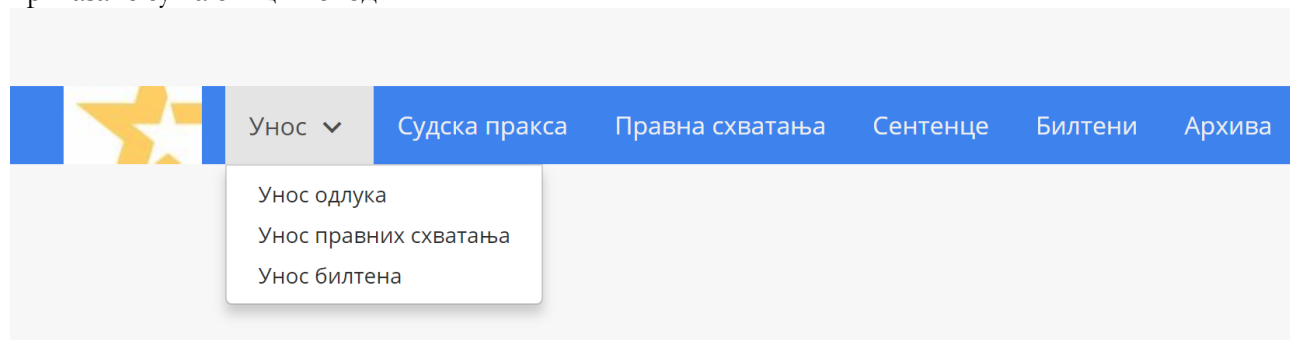 Унос Судска пракса Правна схватања Сентенце Билтени Архива
Унос одлука
Унос правних схватања
Унос билтена